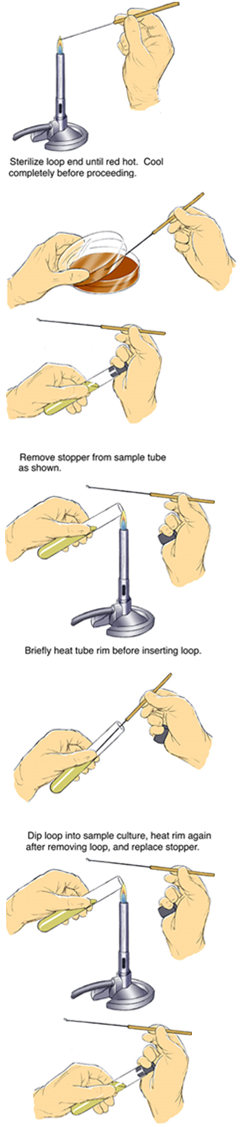 Sterilize loop end until red hot.  Cool
completely before proceeding.
Remove stopper from sample tube
as shown.
Briefly heat tube rim before inserting loop.
Dip loop into sample culture, heat rim again
after removing loop, and replace stopper.